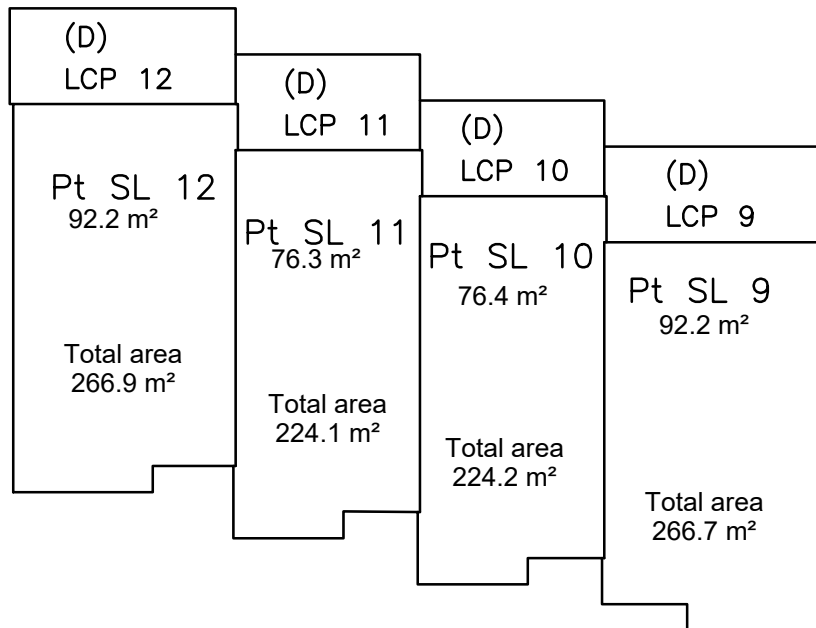 (D)
LCP 12
Pt SL 12
92.2 m²
Total area
266.9 m²
(D)
LCP 11
Pt SL 11
76.3 m²
Total area
224.1 m²
(D)
LCP 10
Pt SL 10
76.4 m²
Total area
224.2 m²
(D)
LCP 9
Pt SL 9
92.2 m²
Total area
266.7 m²